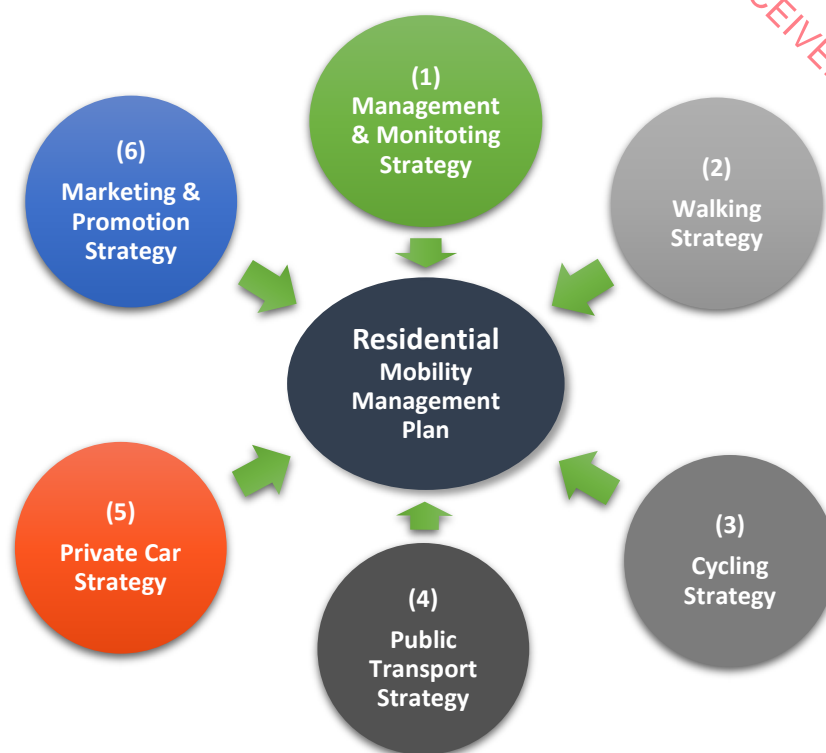 (1)
Management
& Monitoting
Strategy
(2)
Walking
Strategy
(3)
Cycling
Strategy
(4)
Public
Transport
Strategy
(5)
Private Car
Strategy
(6)
Marketing &
Promotion
Strategy
Residential
Mobility
Management
Plan